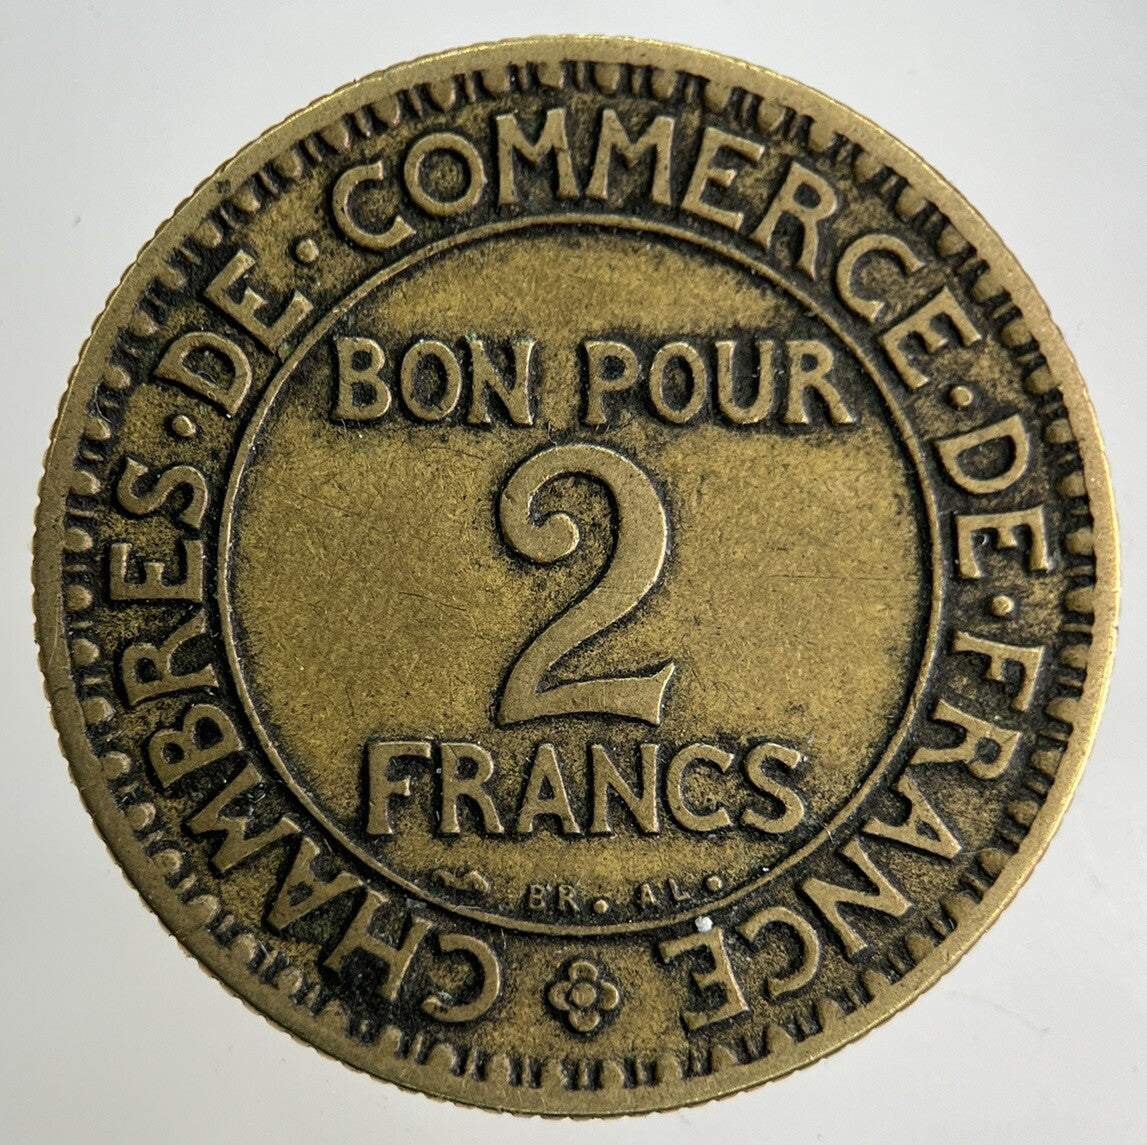 CHAMBRES · DE · COMMERCE · DE · FRANCE
BON POUR
2
FRANCS
BR. AL.